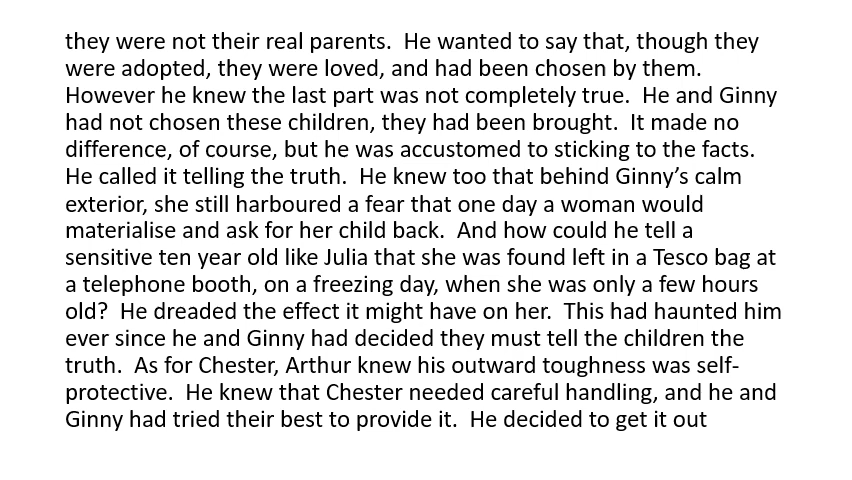 they were not their real parents.  He wanted to say that, though they
were adopted, they were loved, and had been chosen by them.
However he knew the last part was not completely true.  He and Ginny
had not chosen these children, they had been brought.  It made no
difference, of course, but he was accustomed to sticking to the facts.
He called it telling the truth.  He knew too that behind Ginny’s calm
exterior, she still harboured a fear that one day a woman would
materialise and ask for her child back.  And how could he tell a
sensitive ten year old like Julia that she was found left in a Tesco bag at
a telephone booth, on a freezing day, when she was only a few hours
old?  He dreaded the effect it might have on her.  This had haunted him
ever since he and Ginny had decided they must tell the children the
truth.  As for Chester, Arthur knew his outward toughness was self-
protective.  He knew that Chester needed careful handling, and he and
Ginny had tried their best to provide it.  He decided to get it out